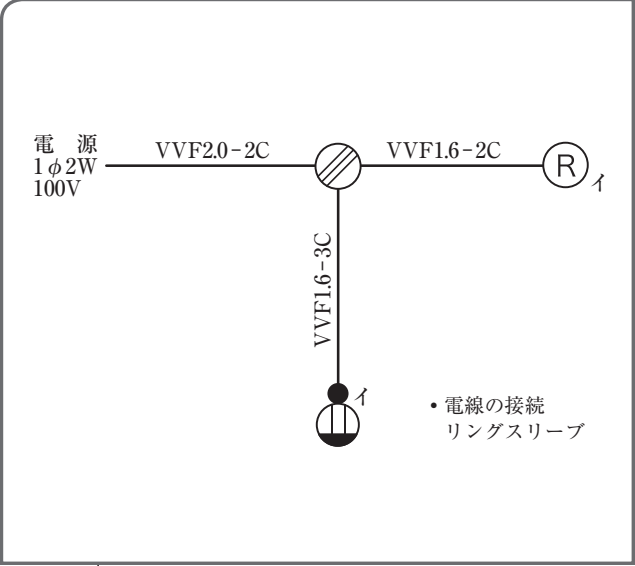 電 源
1φ2W
100V
VVF2.0-2C
VVF1.6-2C
R
イ
VVF1.6-3C
イ
•電線の接続
リングスリーブ